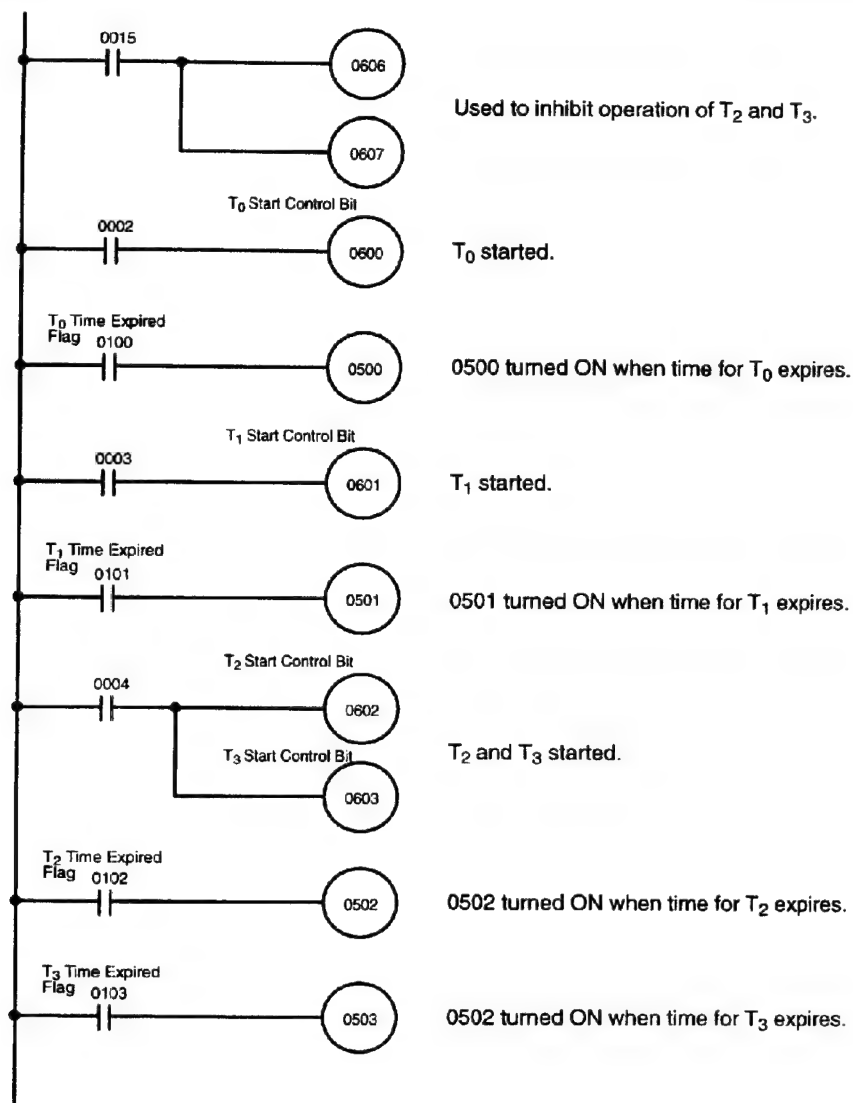 0015
0606
Used to inhibit operation of T2 and T3.
0607
T0 Start Control Bit
0002
0600
T0 started.
T0 Time Expired
Flag 0100
0500
0500 turned ON when time for T0 expires.
T1 Start Control Bit
0003
0601
T1 started.
T1 Time Expired
Flag 0101
0501
0501 turned ON when time for T1 expires.
T2 Start Control Bit
0004
0602
T3 Start Control Bit
T2 and T3 started.
0603
T2 Time Expired
Flag 0102
0502
0502 turned ON when time for T2 expires.
T3 Time Expired
Flag 0103
0503
0502 turned ON when time for T3 expires.